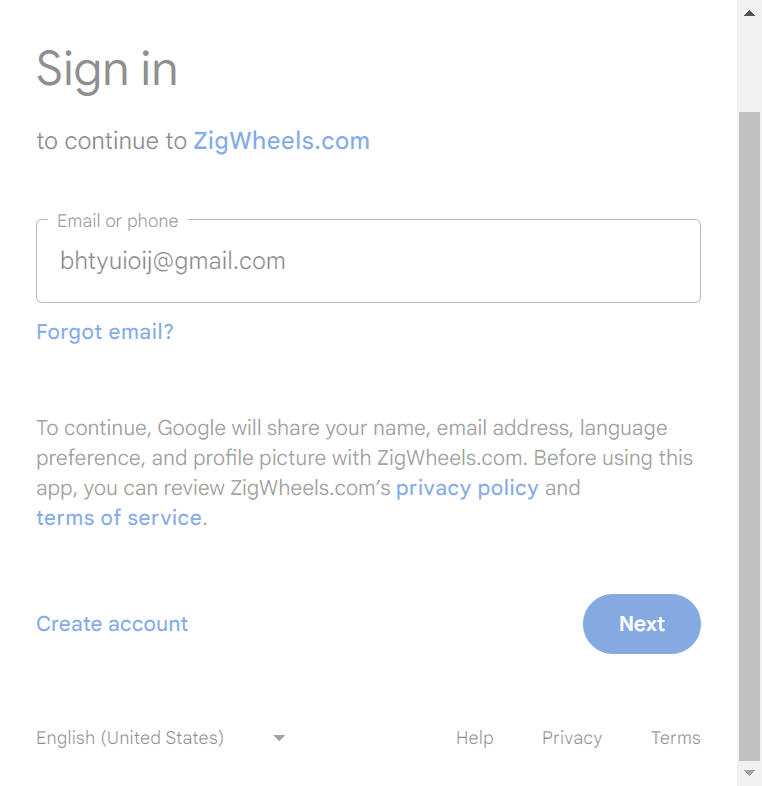 Sign in
to continue to ZigWheels.com
Email or phone
bhtyuioij@gmail.com
Forgot email?
To continue, Google will share your name, email address, language
preference, and profile picture with ZigWheels.com. Before using this
app, you can review ZigWheels.com’s privacy policy and
terms of service.
Create account
Next
English (United States)
Help
Privacy
Terms